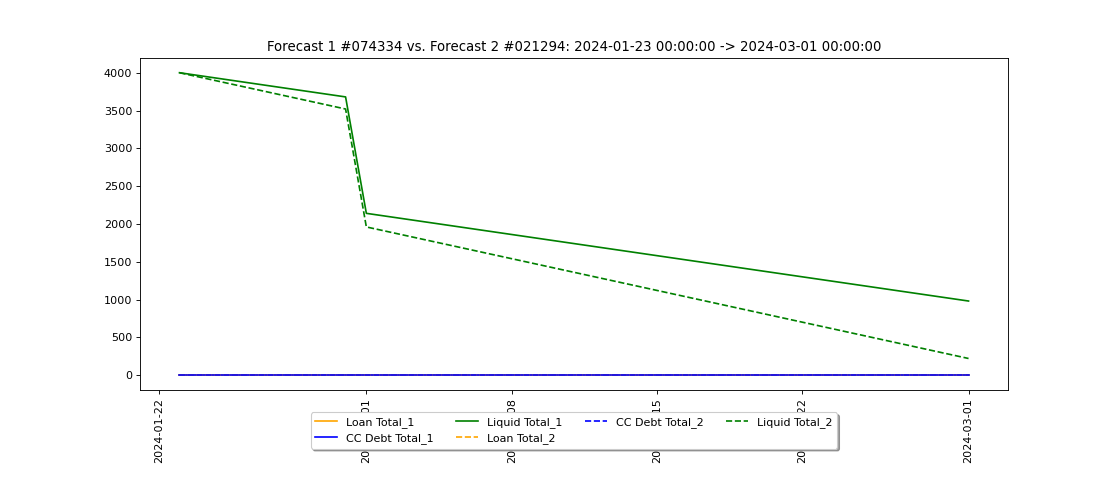 Forecast 1 #074334 vs. Forecast 2 #021294: 2024-01-23 00:00:00 -> 2024-03-01 00:00:00
4000
3500
3000
2500
2000
1500
1000
500
0
2024-01-22
2024-03-01
Loan Total_1
CC Debt Total_1
Liquid Total_1
Loan Total_2
CC Debt Total_2
Liquid Total_2